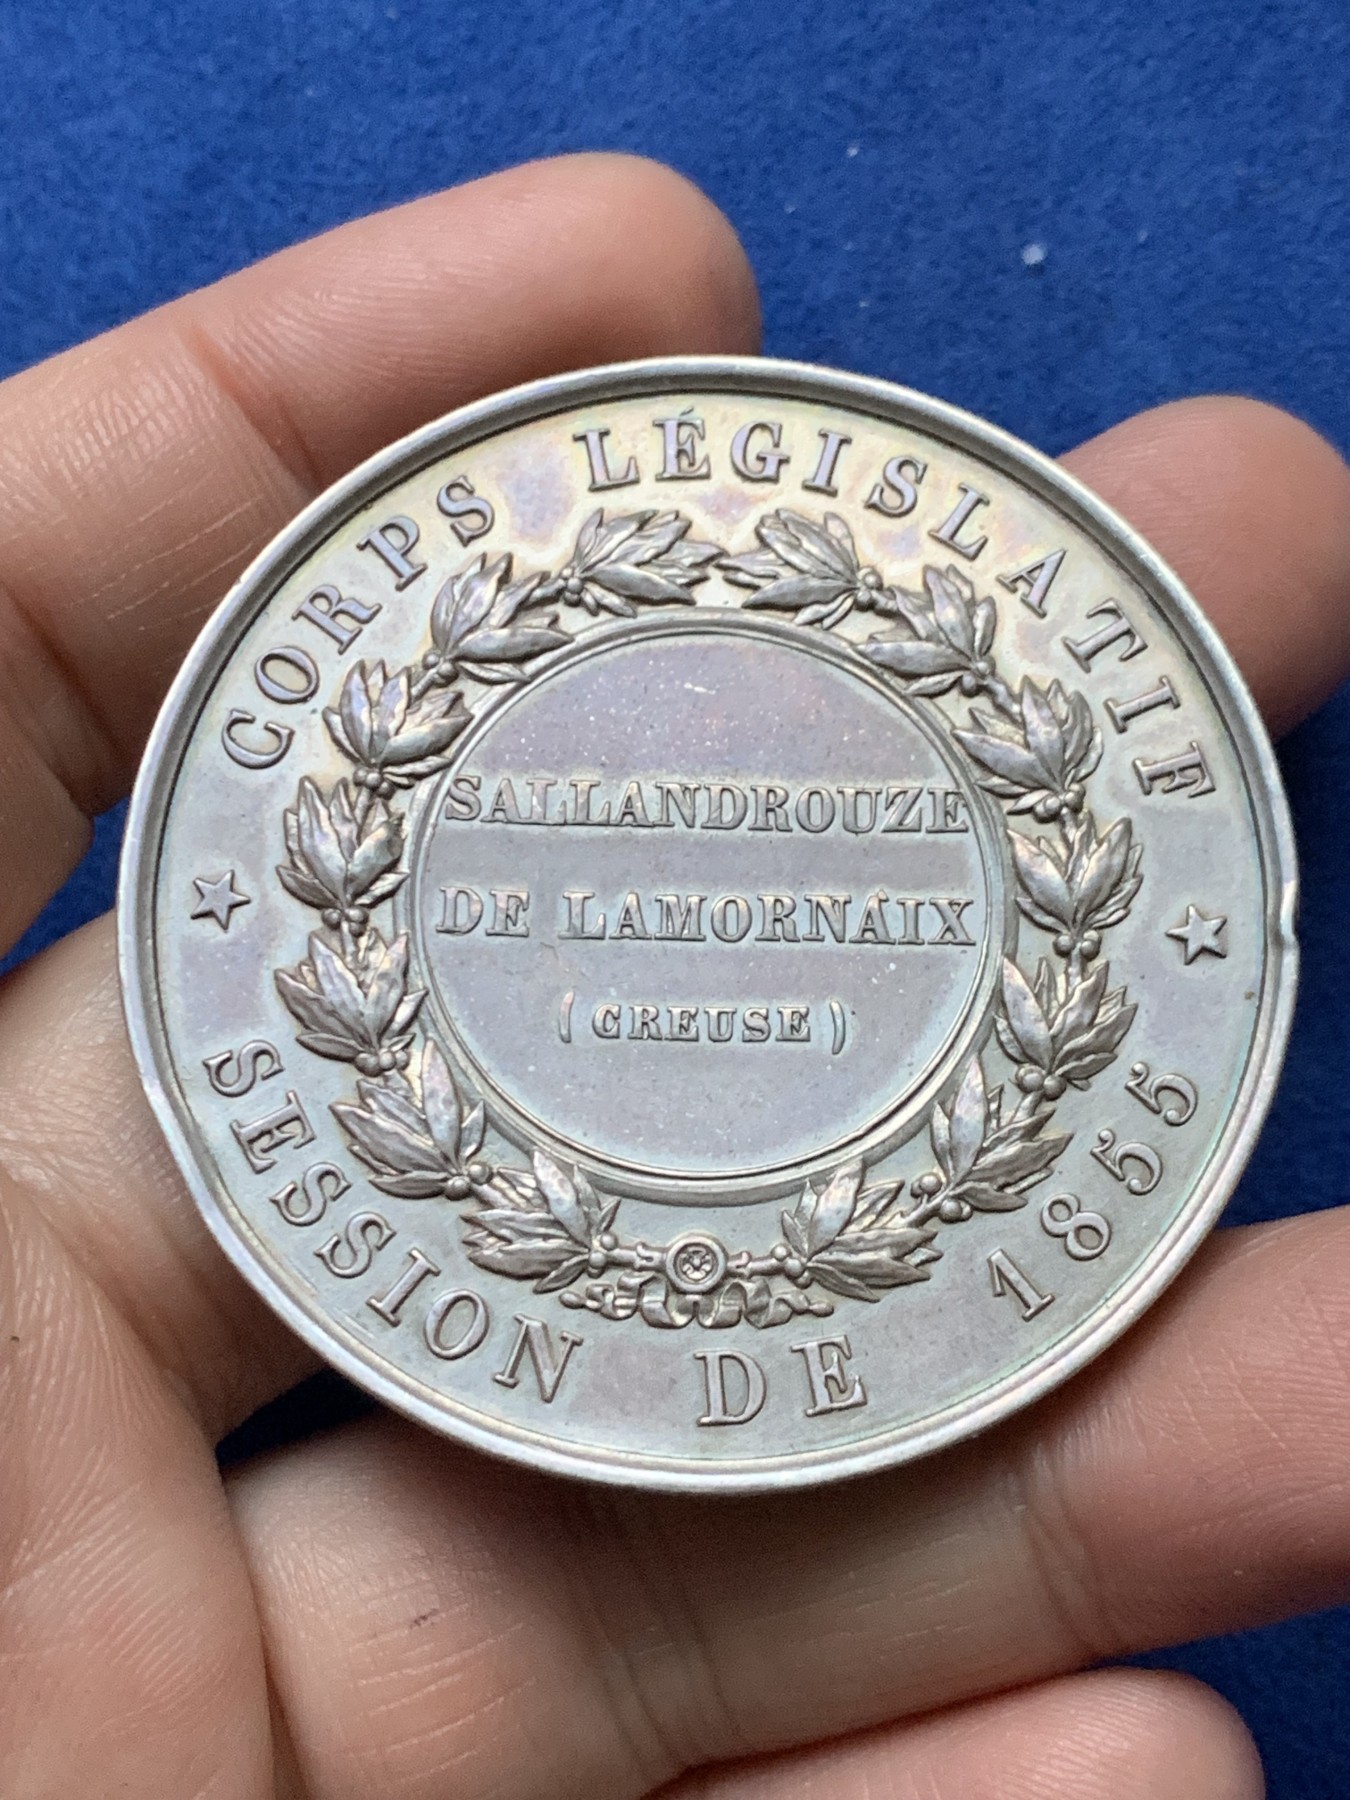 CORPS LÉGISLATIF
SALLANDROUZE
DE LAMORNAIX
(CREUSE)
SESSION DE 1855